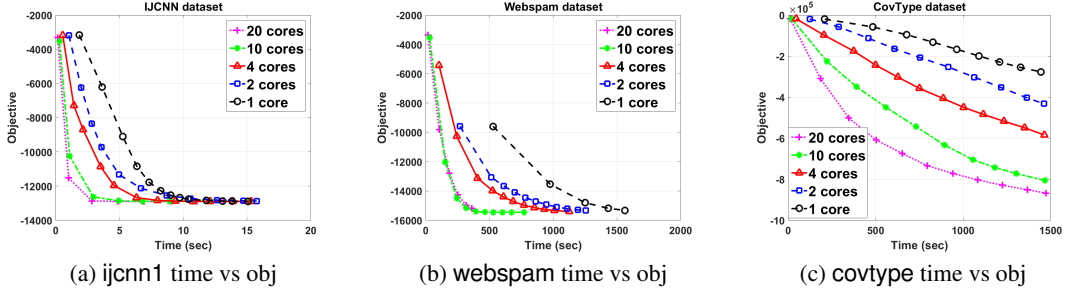 IJCNN dataset
-2000
-4000
-6000
-8000
-10000
-12000
-14000
0
5
10
15
20
Objective
Time (sec)
20 cores
10 cores
4 cores
2 cores
1 core
(a) ijcnn1 time vs obj
Webspam dataset
-2000
-4000
-6000
-8000
-10000
-12000
-14000
-16000
0
500
1000
1500
2000
Objective
Time (sec)
20 cores
10 cores
4 cores
2 cores
1 core
(b) webspam time vs obj
CovType dataset
×10⁵
0
-2
-4
-6
-8
-10
0
500
1000
1500
Objective
Time (sec)
20 cores
10 cores
4 cores
2 cores
1 core
(c) covtype time vs obj